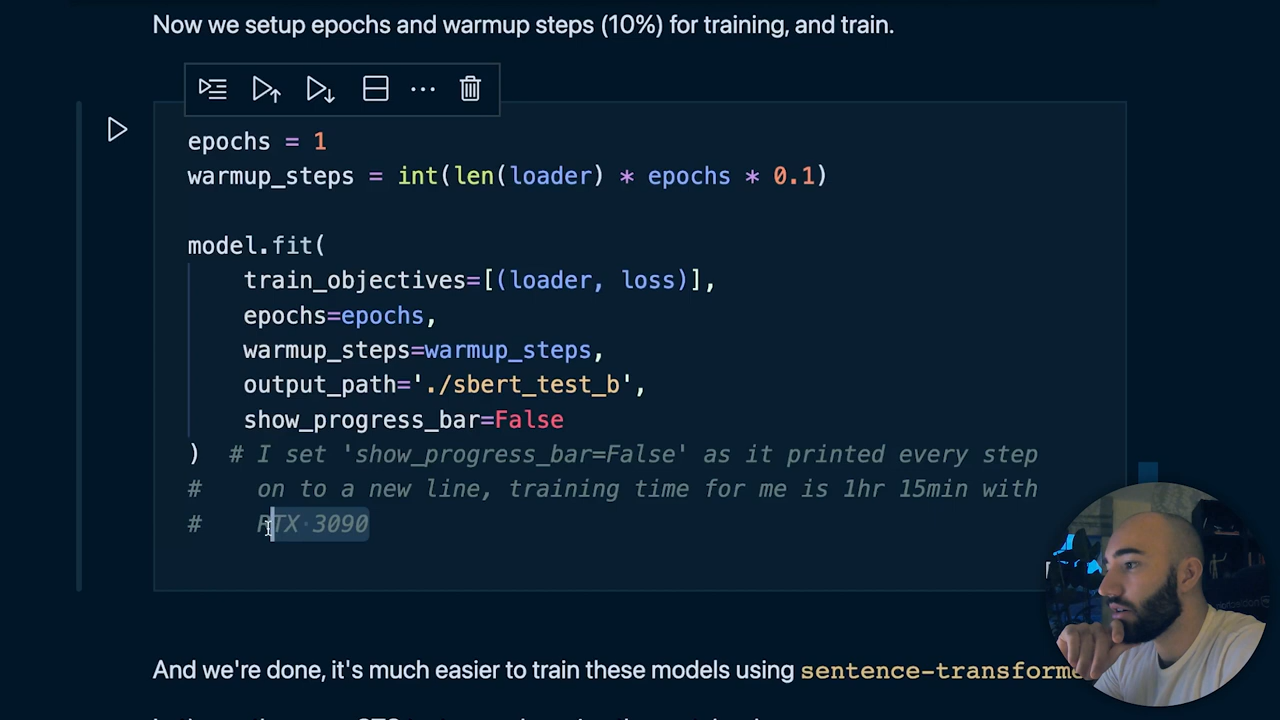 Now we setup epochs and warmup steps (10%) for training, and train.
epochs = 1
warmup_steps = int(len(loader) * epochs * 0.1)
model.fit(
train_objectives=[(loader, loss)],
epochs=epochs,
warmup_steps=warmup_steps,
output_path='./sbert_test_b',
show_progress_bar=False
) # I set 'show_progress_bar=False' as it printed every step
# on to a new line, training time for me is 1hr 15min with
# RTX 3090
And we're done, it's much easier to train these models using sentence-transforme